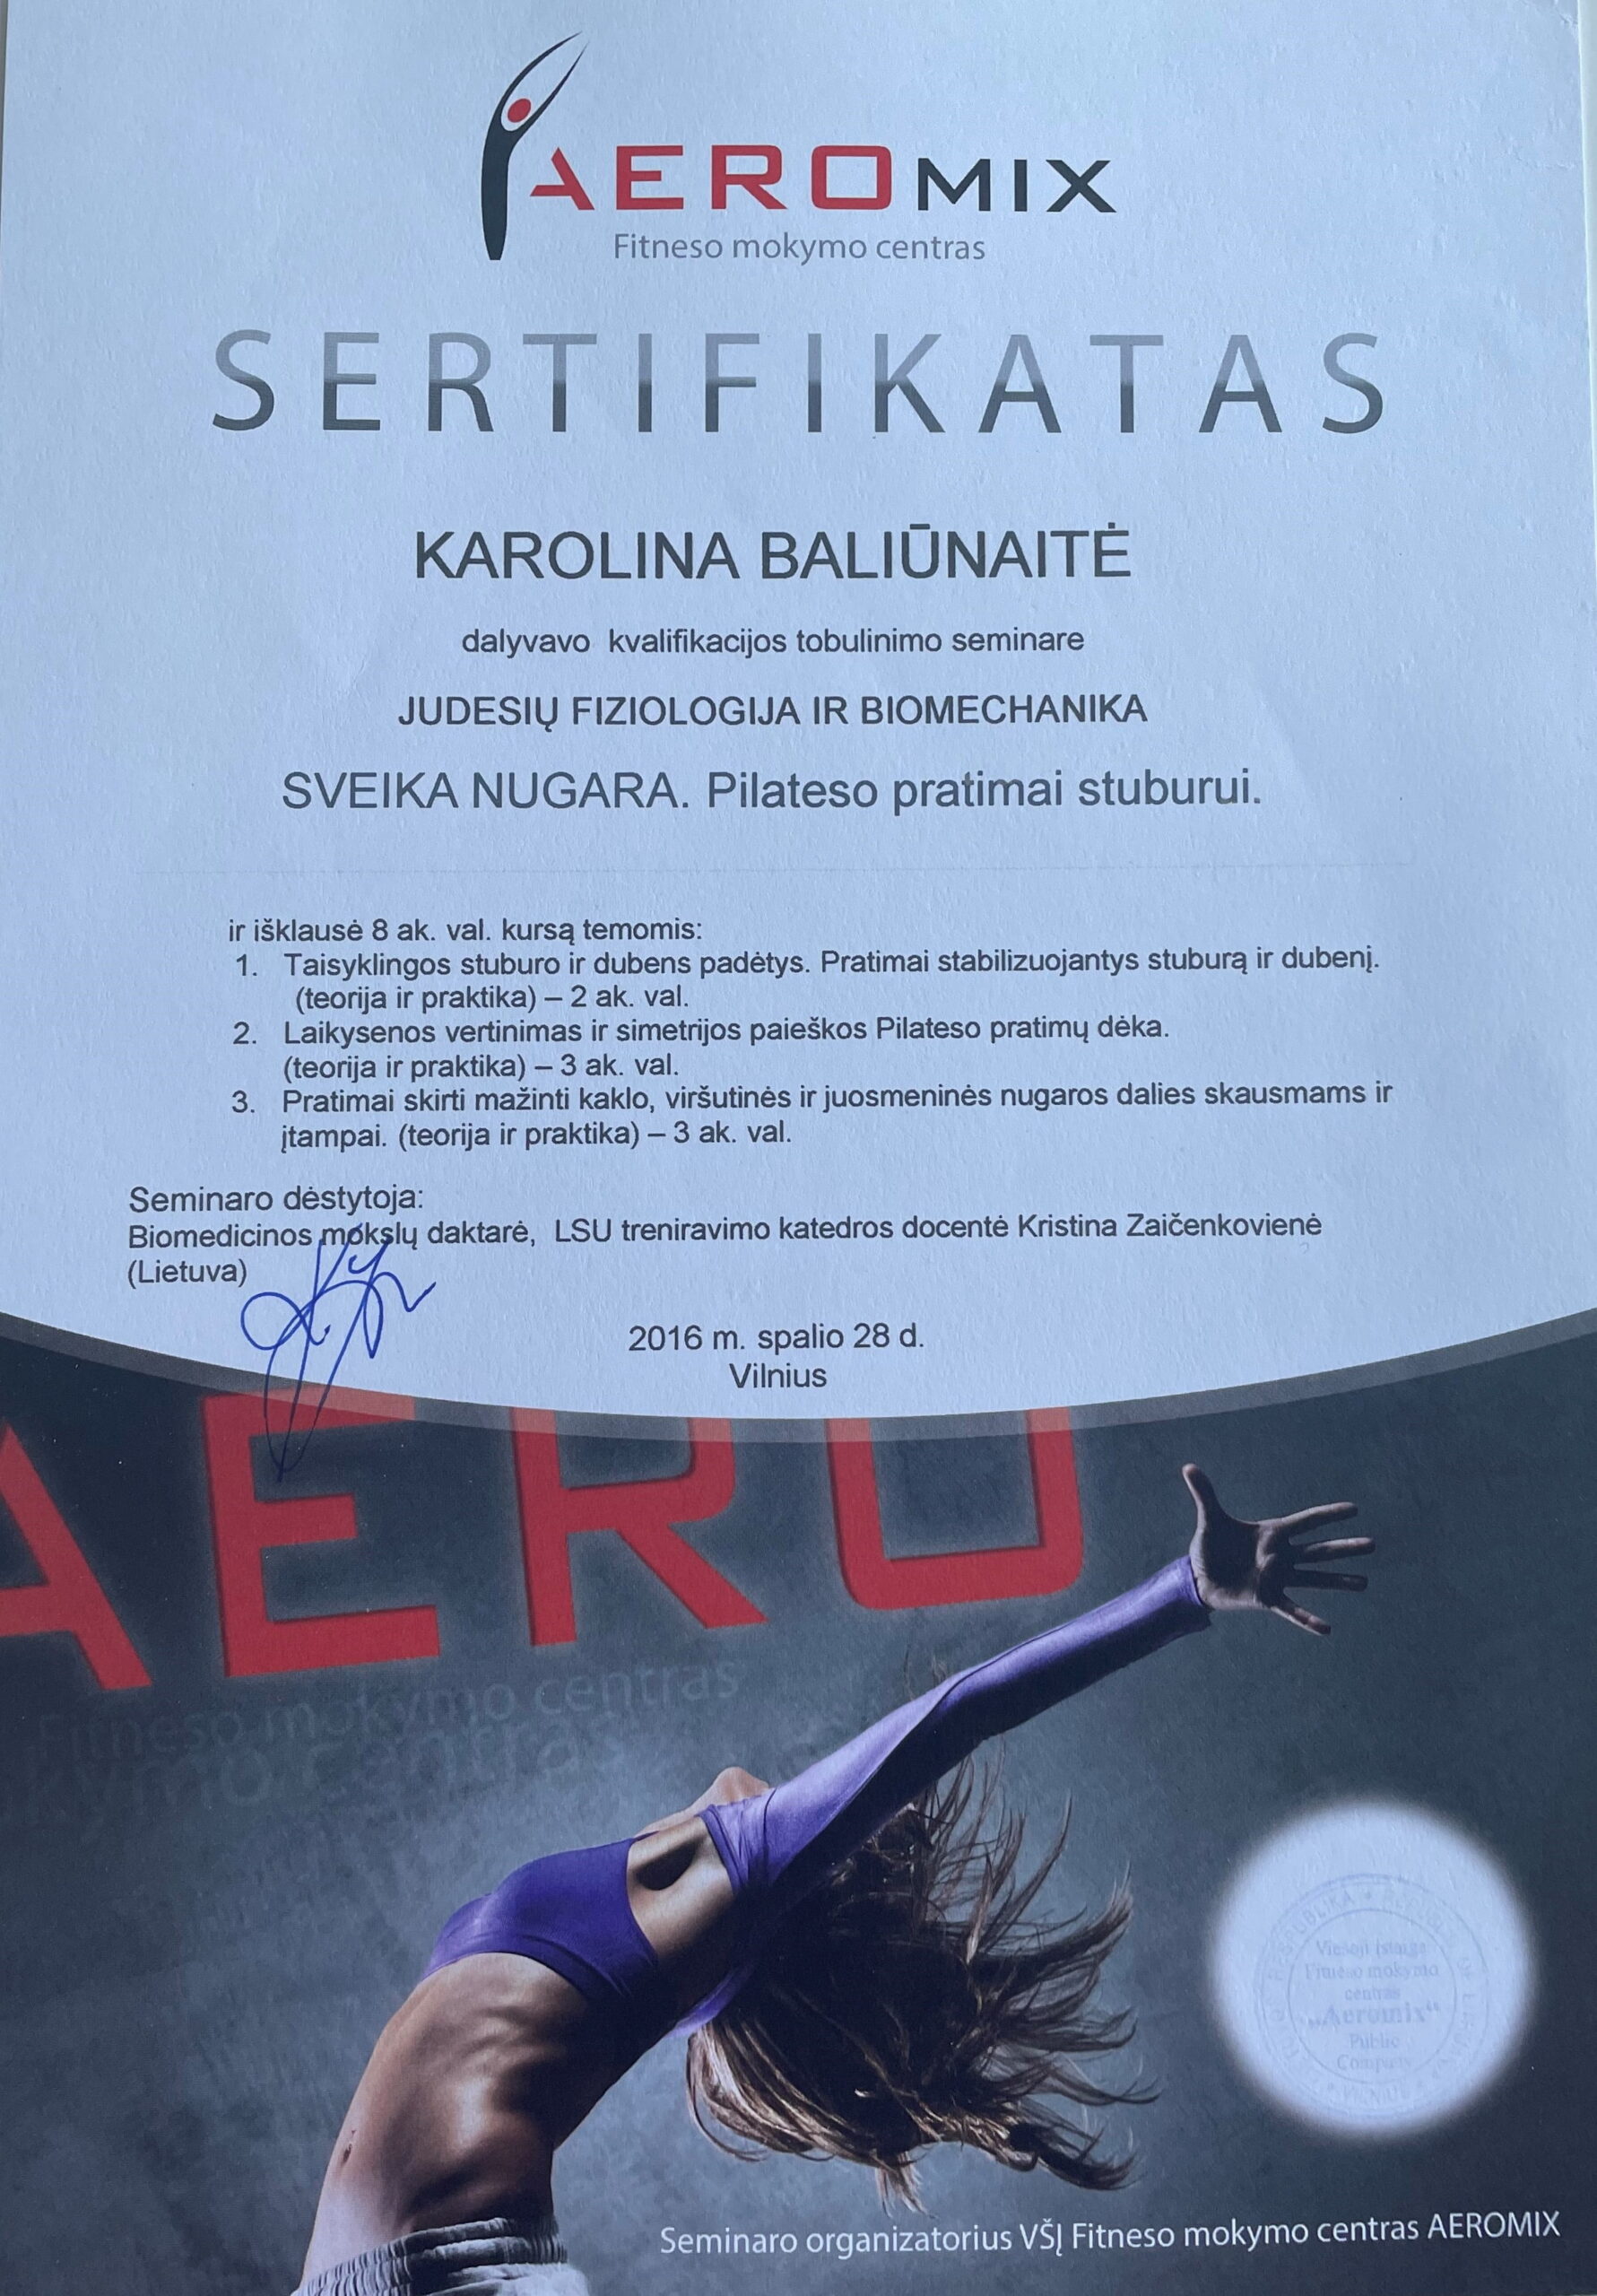 AEROMIX
Fitneso mokymo centras
SERTIFIKATAS
KAROLINA BALIŪNAITĖ
dalyvavo kvalifikacijos tobulinimo seminare
JUDESIŲ FIZIOLOGIJA IR BIOMECHANIKA
SVEIKA NUGARA. Pilateso pratimai stuburui.
ir išklausė 8 ak. val. kursą temomis:
1. Taisyklingos stuburo ir dubens padėtys. Pratimai stabilizuojantys stuburą ir dubenį.
(teorija ir praktika) – 2 ak. val.
2. Laikysenos vertinimas ir simetrijos paieškos Pilateso pratimų dėka.
(teorija ir praktika) – 3 ak. val.
3. Pratimai skirti mažinti kaklo, viršutinės ir juosmeninės nugaros dalies skausmams ir
įtampai. (teorija ir praktika) – 3 ak. val.
Seminaro dėstytoja:
Biomedicinos mokslų daktarė, LSU treniravimo katedros docentė Kristina Zaičenkovienė
(Lietuva)
2016 m. spalio 28 d.
Vilnius
AERO
Fitneso mokymo centras
kymo centras
Viešoji įstaiga
Fitneso mokymo
centras
„Aeromix“
Public
Company
VILNIUS
Seminaro organizatorius VŠĮ Fitneso mokymo centras AEROMIX